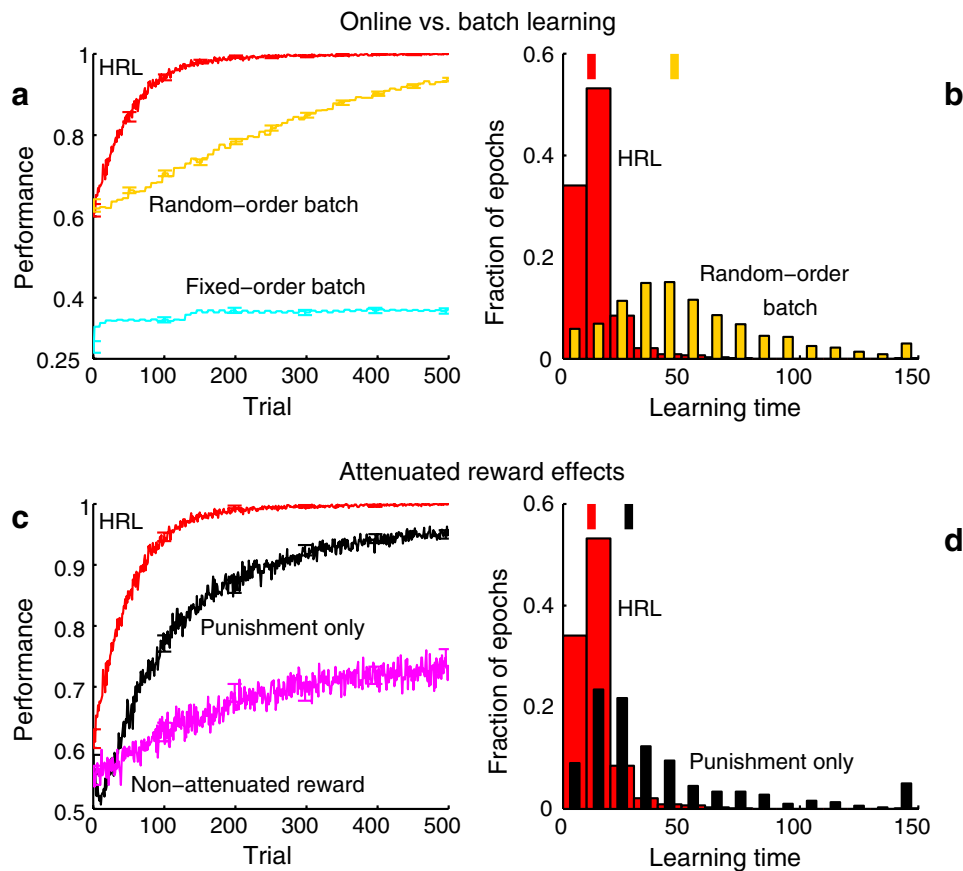 Online vs. batch learning
a
Performance
1
0.8
0.6
0.4
0.25
HRL
Random-order batch
Fixed-order batch
0
100
200
300
400
500
Trial
b
Fraction of epochs
0.6
0.4
0.2
0
HRL
Random-order
batch
0
50
100
150
Learning time
Attenuated reward effects
c
Performance
1
0.9
0.8
0.7
0.6
0.5
HRL
Punishment only
Non-attenuated reward
0
100
200
300
400
500
Trial
d
Fraction of epochs
0.6
0.4
0.2
0
HRL
Punishment only
0
50
100
150
Learning time